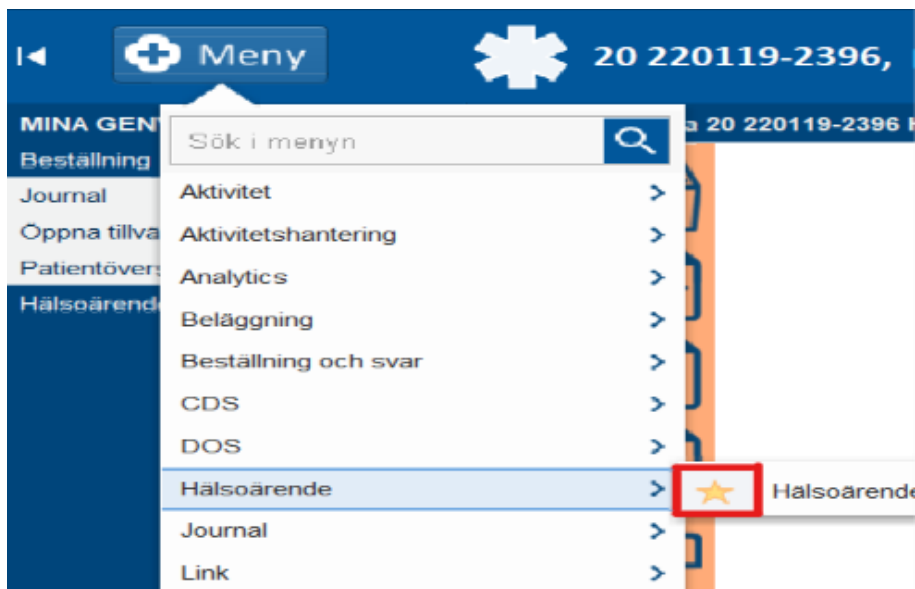 Meny
20 220119-2396,
MINA GEN
a 20 220119-2396
Sök i menyn
Beställning
Journal
Öppna tillva
Patientöver
Hälsoärende
Aktivitet
Aktivitetshantering
Analytics
Beläggning
Beställning och svar
CDS
DOS
Hälsoärende
Hälsoärende
Journal
Link